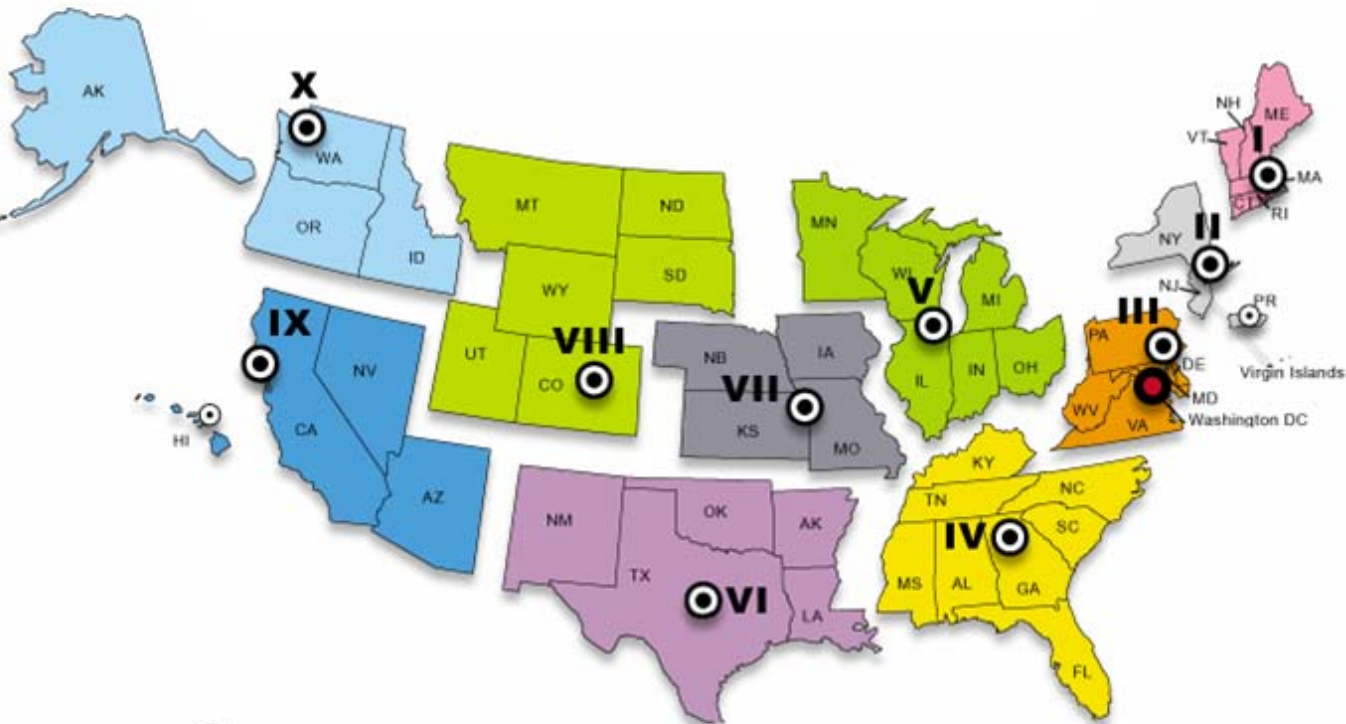 AK
X
WA
OR
ID
MT
ND
SD
WY
UT
CO
VIII
IX
NV
CA
AZ
HI
NB
IA
KS
MO
VII
MN
WI
MI
V
IL
IN
OH
NH
ME
VT
I
MA
CT
RI
NY
II
NJ
PR
Virgin Islands
III
PA
DE
MD
WV
VA
Washington DC
KY
TN
NC
SC
IV
MS
AL
GA
FL
NM
OK
AK
TX
VI
LA